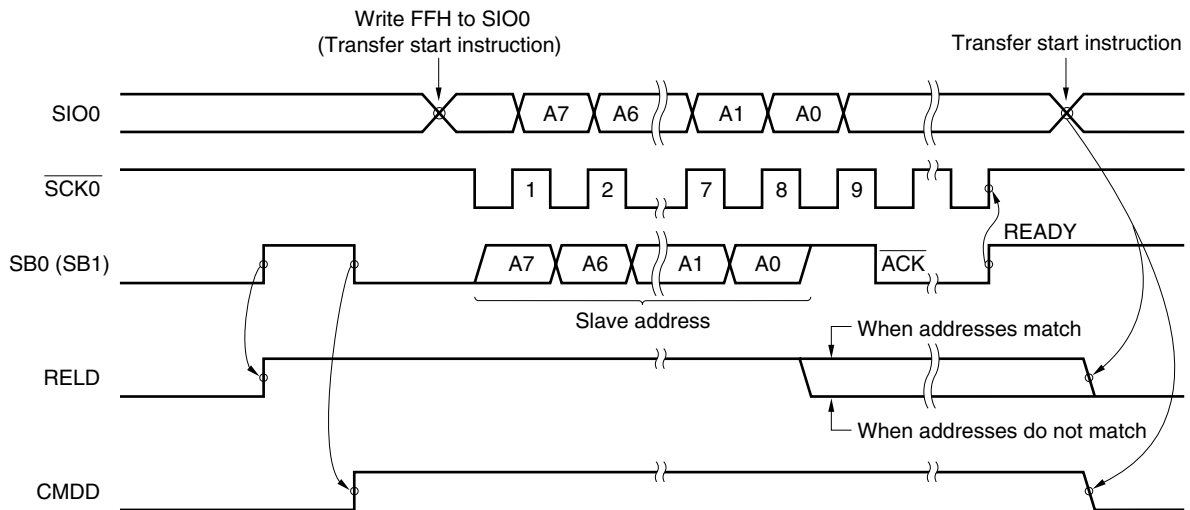 Write FFH to SIO0
(Transfer start instruction)
Transfer start instruction
SIO0
A7
A6
A1
A0
SCK0
1
2
7
8
9
READY
SB0 (SB1)
A7
A6
A1
A0
ACK
Slave address
When addresses match
RELD
When addresses do not match
CMDD